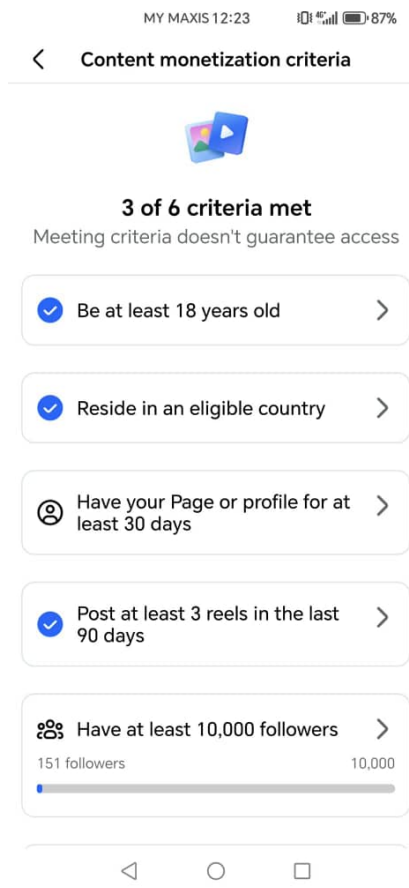 MY MAXIS 12:23 4G 87%
Content monetization criteria
3 of 6 criteria met
Meeting criteria doesn't guarantee access
Be at least 18 years old
Reside in an eligible country
Have your Page or profile for at
least 30 days
Post at least 3 reels in the last
90 days
Have at least 10,000 followers
151 followers 10,000